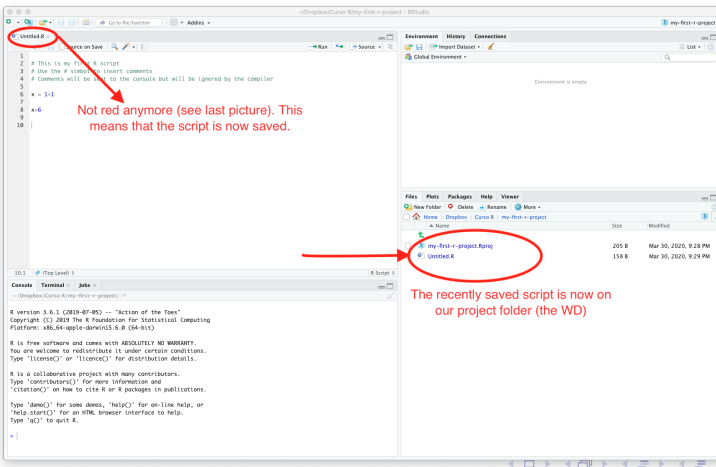 ~/Dropbox/Curso R/my-first-r-project - RStudio
Go to file/function
Addins
my-first-r-project
Untitled.R
Source on Save
Run
Source
1
2 # This is my first R script
3 # Use the # simbol to insert comments
4 # Comments will be sent to the console but will be ignered by the compiler
5
6 x = 1-1
7
8 x+6
9
10
Not red anymore (see last picture). This
means that the script is now saved.
10:1 (Top Level) R Script
Environment History Connections
Import Dataset List
Global Environment
Environment is empty
Files Plots Packages Help Viewer
New Folder Delete Rename More
Home Dropbox Curso R my-first-r-project
Name Size Modified
my-first-r-project.Rproj 205 B Mar 30, 2020, 9:28 PM
Untitled.R 158 B Mar 30, 2020, 9:29 PM
The recently saved script is now on
our project folder (the WD)
Console Terminal Jobs
~/Dropbox/Curso R/my-first-r-project/
R version 3.6.1 (2019-07-05) -- "Action of the Toes"
Copyright (C) 2019 The R Foundation for Statistical Computing
Platform: x86_64-apple-darwin15.6.0 (64-bit)
R is free software and comes with ABSOLUTELY NO WARRANTY.
You are welcome to redistribute it under certain conditions.
Type 'license()' or 'licence()' for distribution details.
R is a collaborative project with many contributors.
Type 'contributors()' for more information and
'citation()' on how to cite R or R packages in publications.
Type 'demo()' for some demos, 'help()' for on-line help, or
'help.start()' for an HTML browser interface to help.
Type 'q()' to quit R.
>